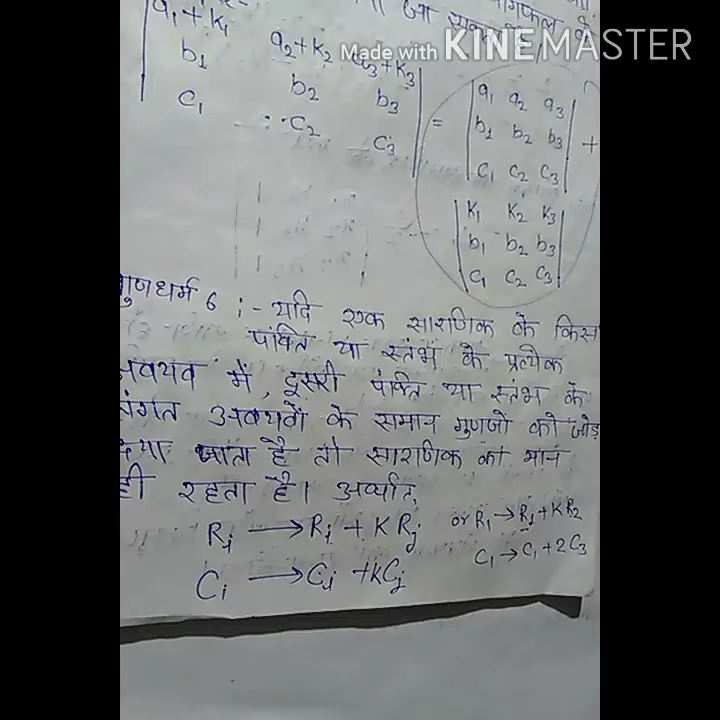 Made with KINEMASTER
a₁+K₁ a₂+K₂ a₃+K₃
b₁ b₂ b₃
C₁ C₂ C₃
=
a₁ a₂ a₃
b₁ b₂ b₃
C₁ C₂ C₃
+
K₁ K₂ K₃
b₁ b₂ b₃
C₁ C₂ C₃
गुणधर्म 6 :- यदि एक सारणिक के किस
पंक्ति या स्तंभ के प्रत्येक
अवयव में, दूसरी पंक्ति या स्तंभ के
संगत अवयवों के समान गुणजों को जोड़
दिया जाता है तो सारणिक का मान
ही रहता है। अर्थात्,
Rᵢ → Rᵢ + K Rⱼ or R₁ → R₁ + K R₂
Cᵢ → Cᵢ + KCⱼ C₁ → C₁ + 2C₃